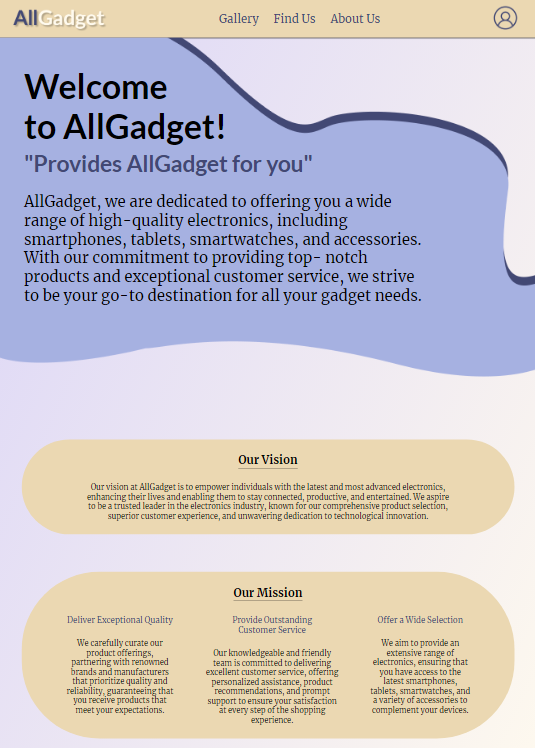 AllGadget
Gallery Find Us About Us
Welcome
to AllGadget!
"Provides AllGadget for you"
AllGadget, we are dedicated to offering you a wide
range of high-quality electronics, including
smartphones, tablets, smartwatches, and accessories.
With our commitment to providing top- notch
products and exceptional customer service, we strive
to be your go-to destination for all your gadget needs.
Our Vision
Our vision at AllGadget is to empower individuals with the latest and most advanced electronics,
enhancing their lives and enabling them to stay connected, productive, and entertained. We aspire
to be a trusted leader in the electronics industry, known for our comprehensive product selection,
superior customer experience, and unwavering dedication to technological innovation.
Our Mission
Deliver Exceptional Quality
We carefully curate our
product offerings,
partnering with renowned
brands and manufacturers
that prioritize quality and
reliability, guaranteeing that
you receive products that
meet your expectations.
Provide Outstanding
Customer Service
Our knowledgeable and friendly
team is committed to delivering
excellent customer service, offering
personalized assistance, product
recommendations, and prompt
support to ensure your satisfaction
at every step of the shopping
experience.
Offer a Wide Selection
We aim to provide an
extensive range of
electronics, ensuring that
you have access to the
latest smartphones,
tablets, smartwatches, and
a variety of accessories to
complement your devices.